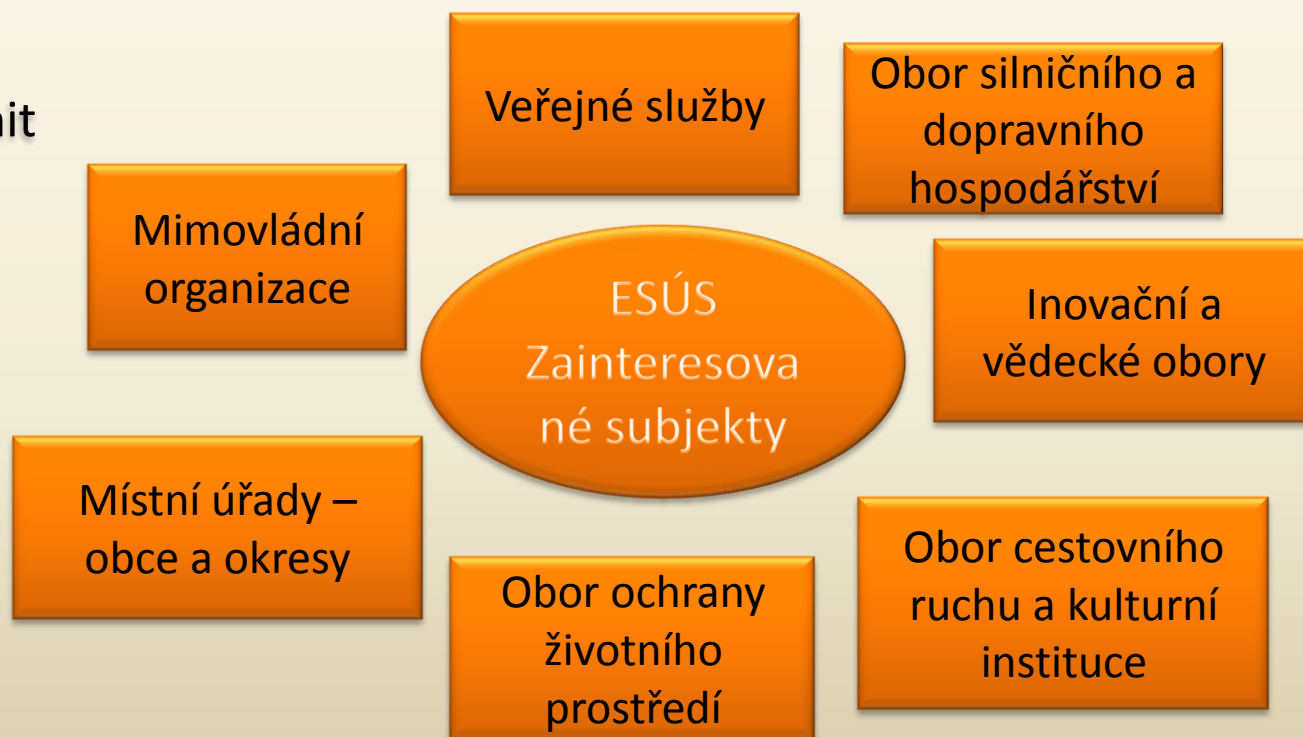 nit
Veřejné služby
Obor silničního a
dopravního
hospodářství
Mimovládní
organizace
ESÚS
Zainteresova
né subjekty
Inovační a
vědecké obory
Místní úřady –
obce a okresy
Obor ochrany
životního
prostředí
Obor cestovního
ruchu a kulturní
instituce